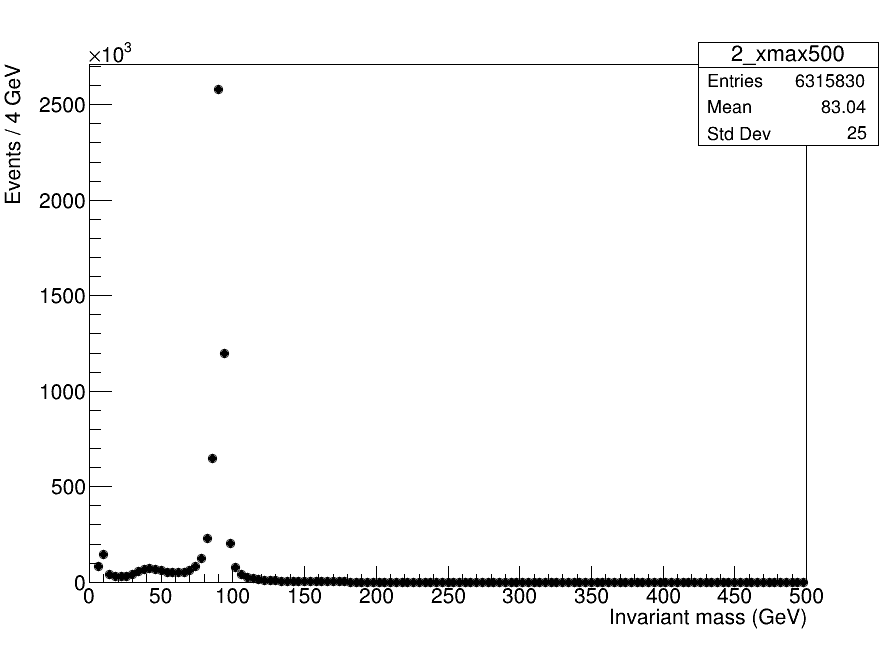 ×10³
2_xmax500
Entries 6315830
Mean 83.04
Std Dev 25
Events / 4 GeV
2500
2000
1500
1000
500
0
0 50 100 150 200 250 300 350 400 450 500
Invariant mass (GeV)